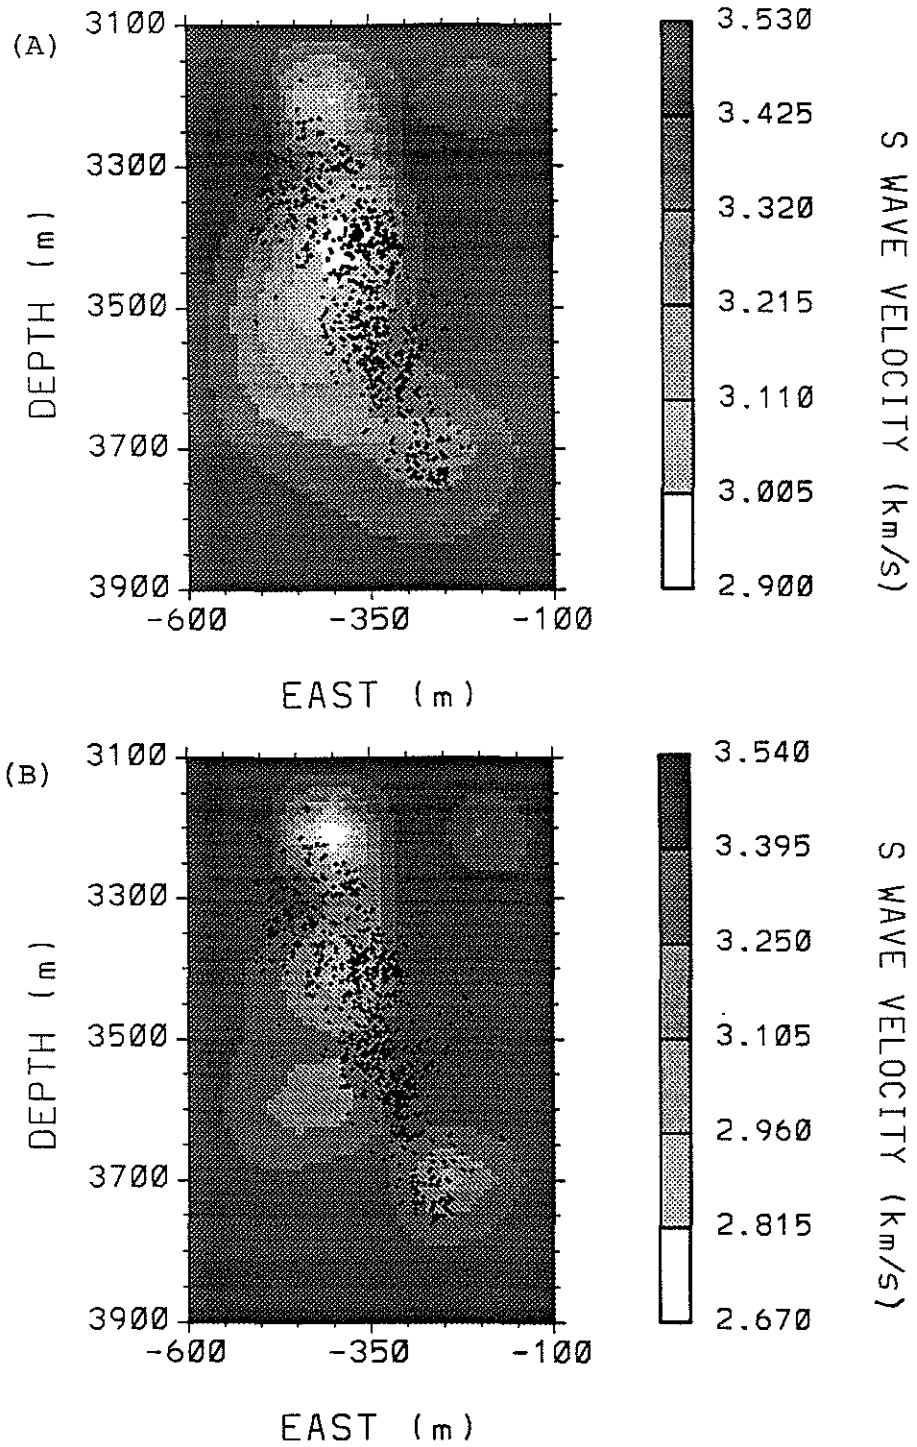 (A)
3100
3300
3500
3700
3900
DEPTH (m)
-600 -350 -100
EAST (m)
3.530
3.425
3.320
3.215
3.110
3.005
2.900
S WAVE VELOCITY (km/s)
(B)
3100
3300
3500
3700
3900
DEPTH (m)
-600 -350 -100
EAST (m)
3.540
3.395
3.250
3.105
2.960
2.815
2.670
S WAVE VELOCITY (km/s)